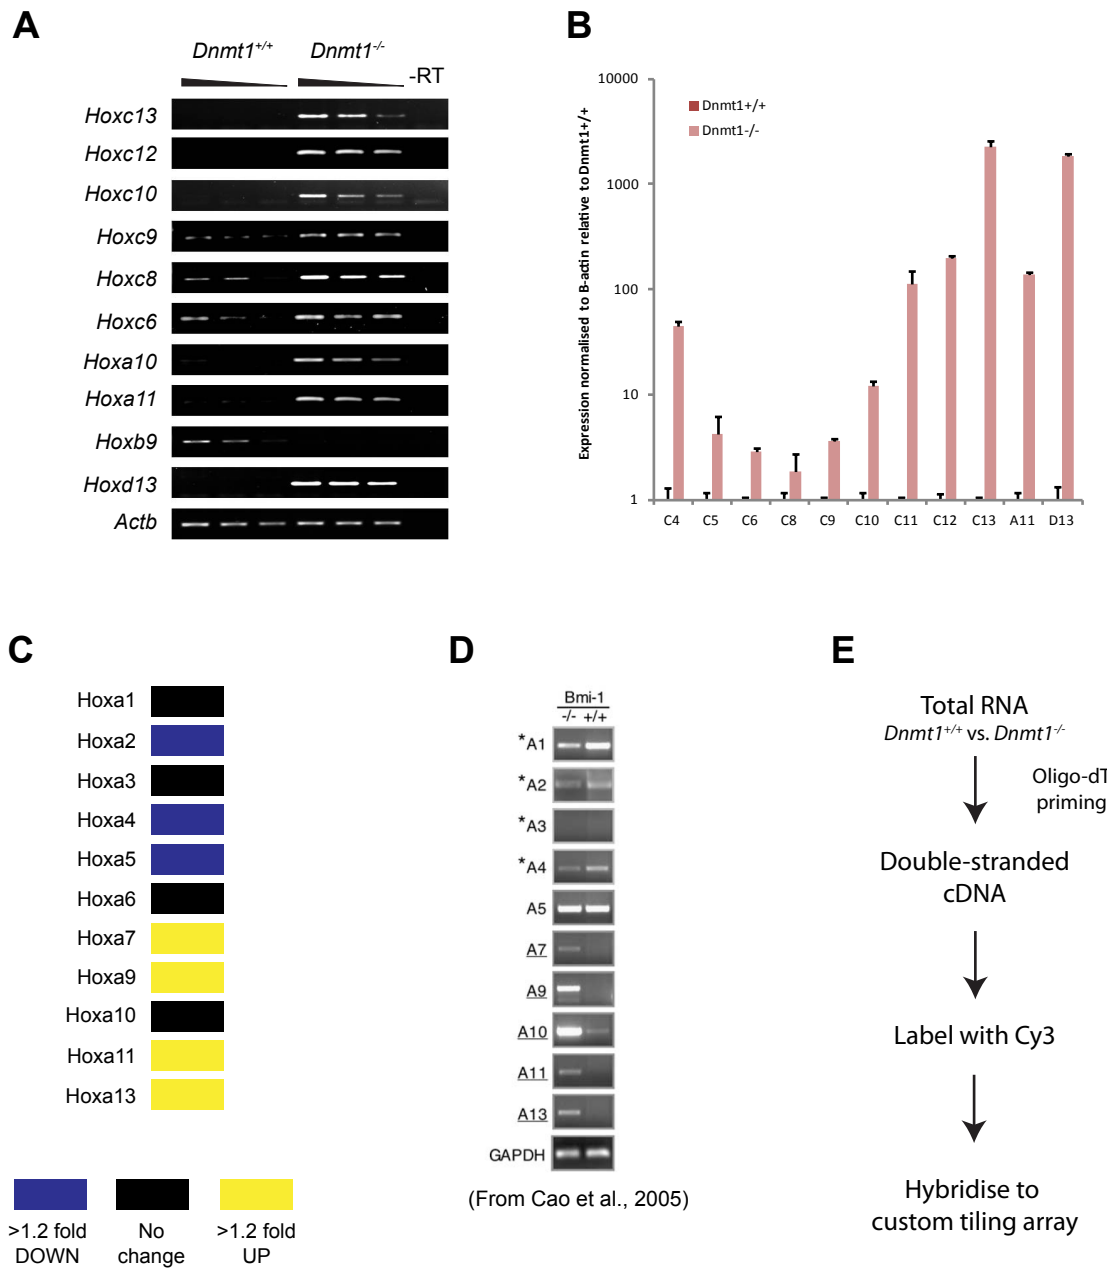 A
Dnmt1+/+ Dnmt1-/- -RT
Hoxc13
Hoxc12
Hoxc10
Hoxc9
Hoxc8
Hoxc6
Hoxa10
Hoxa11
Hoxb9
Hoxd13
Actb
B
Expression normalised to B-actin relative to Dnmt1+/+
10000
1000
100
10
1
Dnmt1+/+
Dnmt1-/-
C4 C5 C6 C8 C9 C10 C11 C12 C13 A11 D13
C
Hoxa1
Hoxa2
Hoxa3
Hoxa4
Hoxa5
Hoxa6
Hoxa7
Hoxa9
Hoxa10
Hoxa11
Hoxa13
>1.2 fold
DOWN
No
change
>1.2 fold
UP
D
Bmi-1
-/- +/+
*A1
*A2
*A3
*A4
A5
A7
A9
A10
A11
A13
GAPDH
(From Cao et al., 2005)
E
Total RNA
Dnmt1+/+ vs. Dnmt1-/-
Oligo-dT
priming
Double-stranded
cDNA
Label with Cy3
Hybridise to
custom tiling array